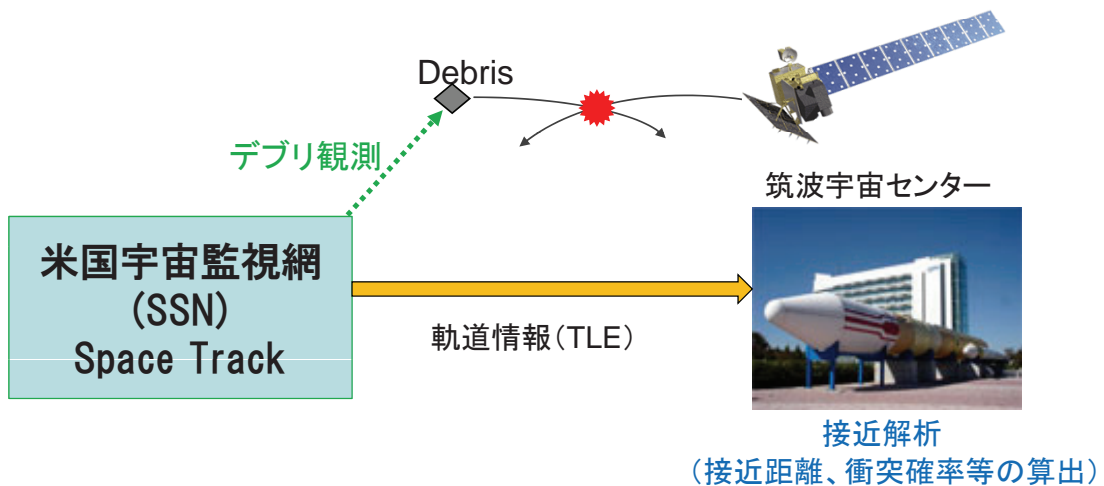 Debris
デブリ観測
筑波宇宙センター
米国宇宙監視網
(SSN)
Space Track
軌道情報(TLE)
接近解析
(接近距離、衝突確率等の算出)